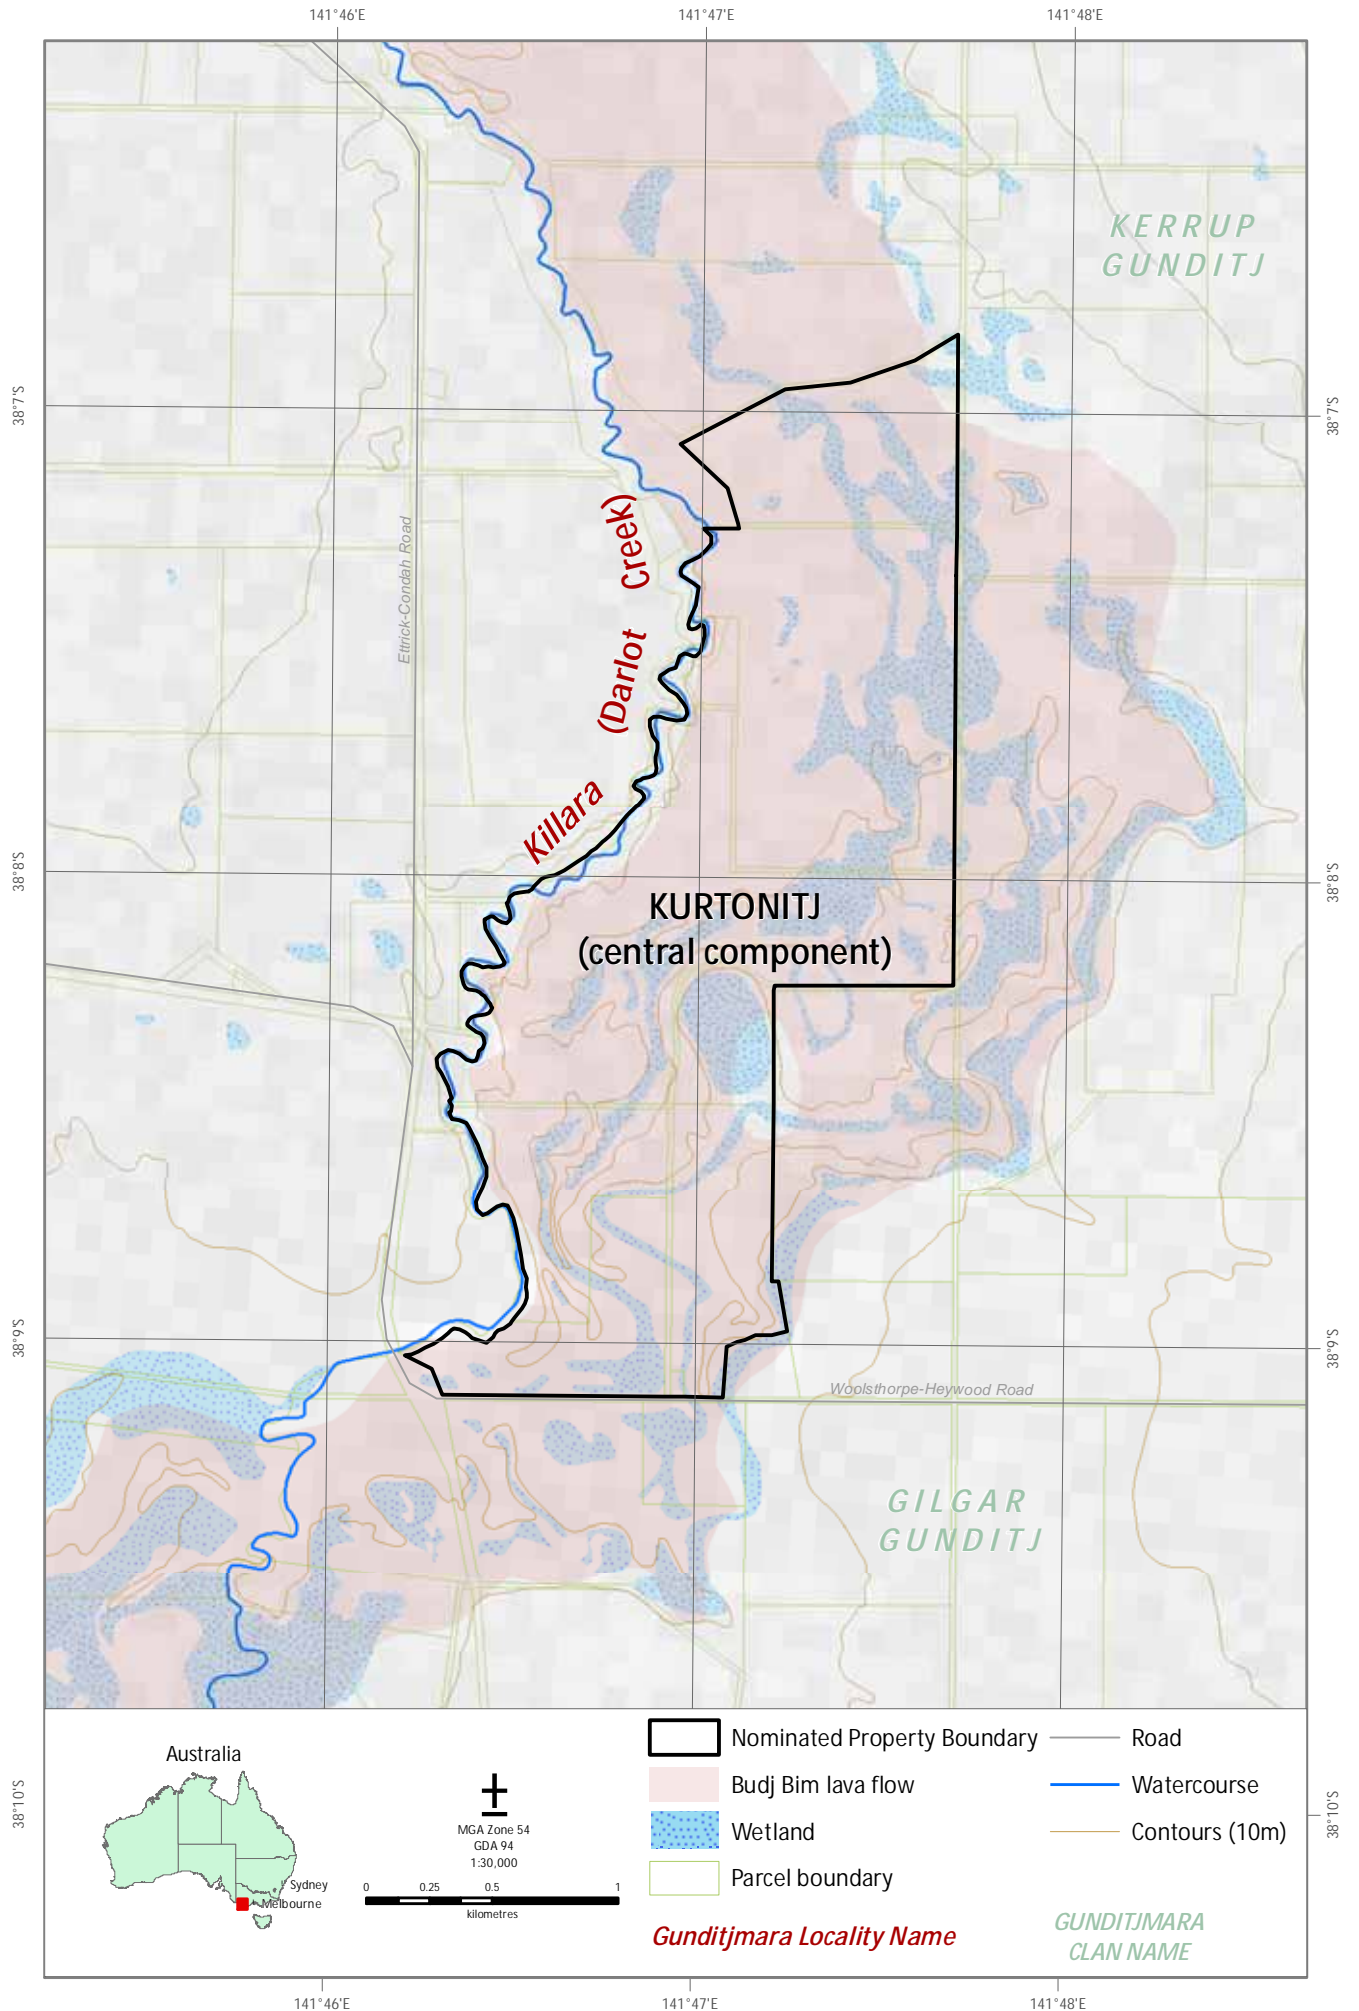 141°46'E
141°47'E
141°48'E
KERRUP
GUNDITJ
38°7'S
38°7'S
Ettrick-Condah Road
Killara (Darlot Creek)
38°8'S
38°8'S
KURTONITJ
(central component)
38°9'S
38°9'S
Woolsthorpe-Heywood Road
GILGAR
GUNDITJ
Australia
Sydney
Melbourne
MGA Zone 54
GDA 94
1:30,000
0 0.25 0.5 1
kilometres
Nominated Property Boundary
Budj Bim lava flow
Wetland
Parcel boundary
Gunditjmara Locality Name
Road
Watercourse
Contours (10m)
GUNDITJMARA
CLAN NAME
38°10'S
38°10'S
141°46'E
141°47'E
141°48'E